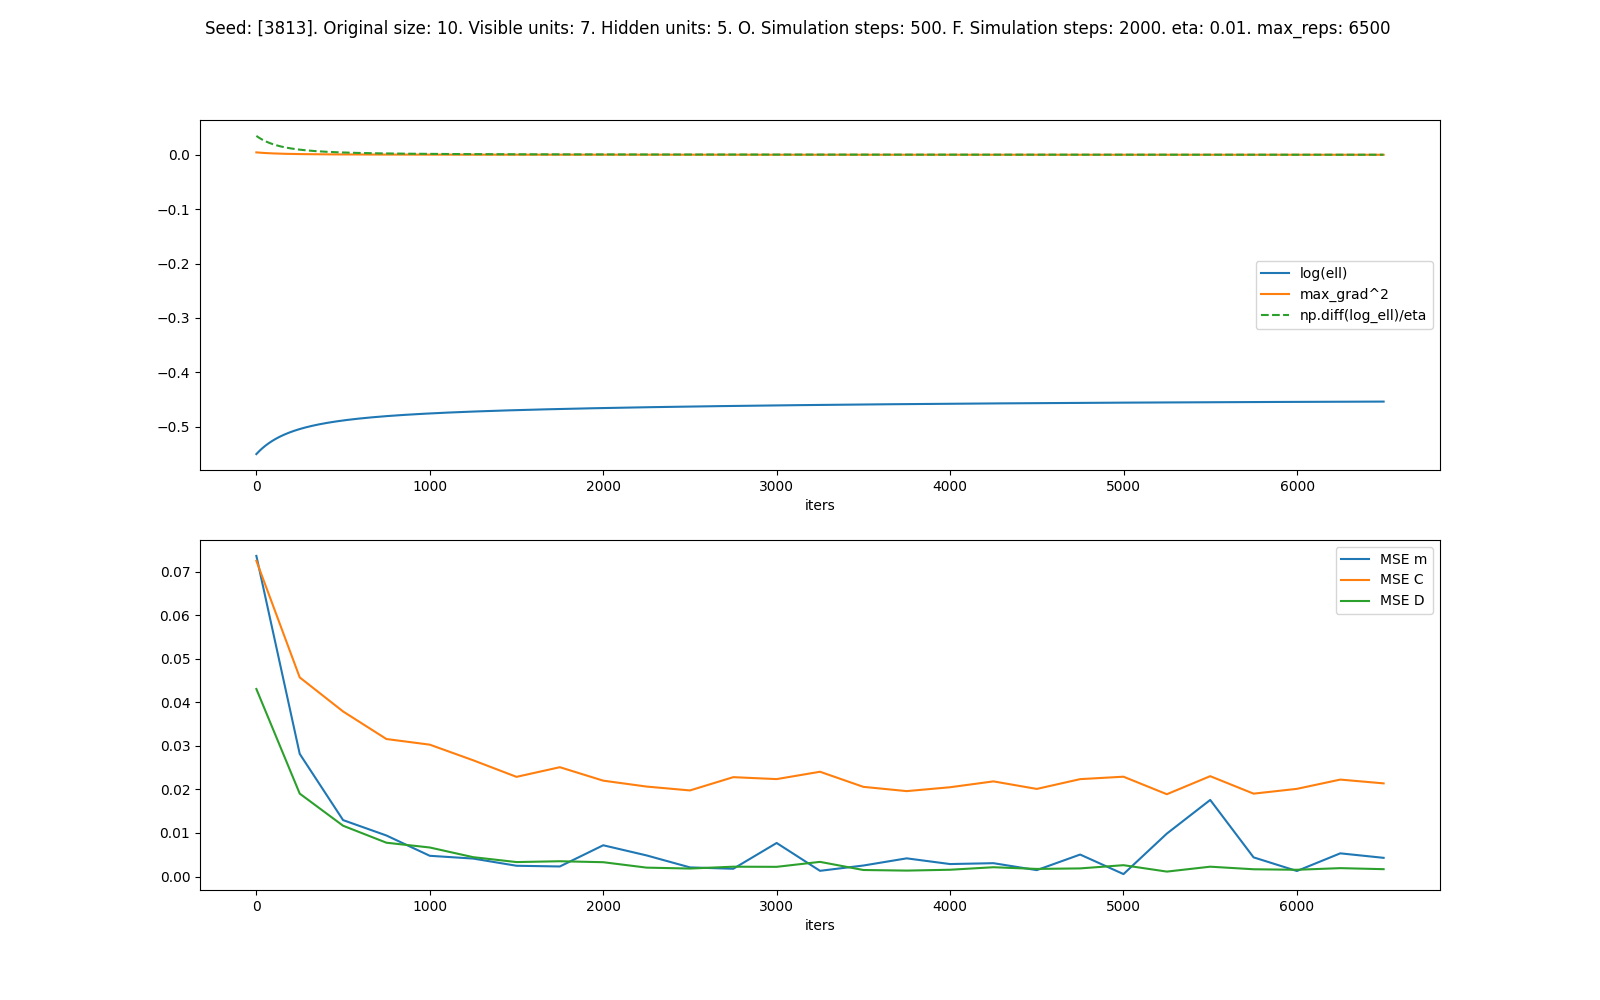 Seed: [3813]. Original size: 10. Visible units: 7. Hidden units: 5. O. Simulation steps: 500. F. Simulation steps: 2000. eta: 0.01. max_reps: 6500
0.0
−0.1
−0.2
−0.3
−0.4
−0.5
log(ell)
max_grad^2
np.diff(log_ell)/eta
0 1000 2000 3000 4000 5000 6000
iters
0.07
0.06
0.05
0.04
0.03
0.02
0.01
0.00
MSE m
MSE C
MSE D
0 1000 2000 3000 4000 5000 6000
iters